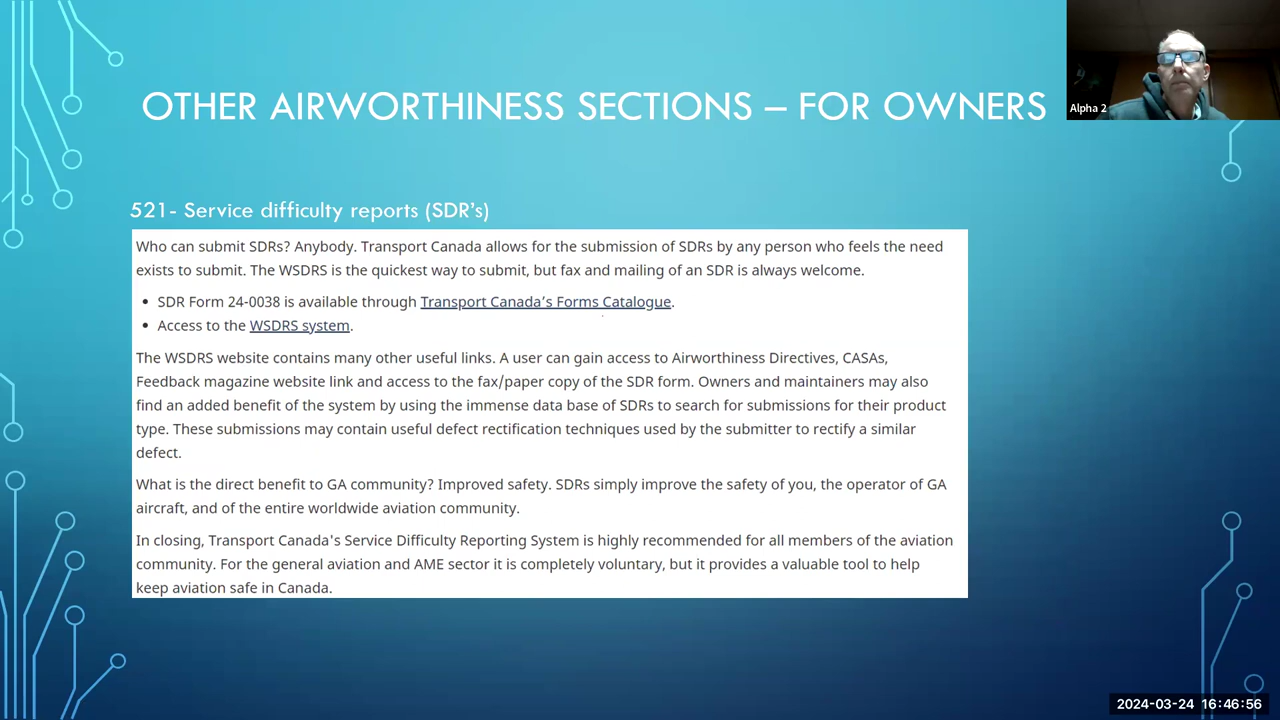 OTHER AIRWORTHINESS SECTIONS – FOR OWNERS
Alpha 2
521- Service difficulty reports (SDR's)
Who can submit SDRs? Anybody. Transport Canada allows for the submission of SDRs by any person who feels the need
exists to submit. The WSDRS is the quickest way to submit, but fax and mailing of an SDR is always welcome.
• SDR Form 24-0038 is available through Transport Canada's Forms Catalogue.
• Access to the WSDRS system.
The WSDRS website contains many other useful links. A user can gain access to Airworthiness Directives, CASAs,
Feedback magazine website link and access to the fax/paper copy of the SDR form. Owners and maintainers may also
find an added benefit of the system by using the immense data base of SDRs to search for submissions for their product
type. These submissions may contain useful defect rectification techniques used by the submitter to rectify a similar
defect.
What is the direct benefit to GA community? Improved safety. SDRs simply improve the safety of you, the operator of GA
aircraft, and of the entire worldwide aviation community.
In closing, Transport Canada's Service Difficulty Reporting System is highly recommended for all members of the aviation
community. For the general aviation and AME sector it is completely voluntary, but it provides a valuable tool to help
keep aviation safe in Canada.
2024-03-24 16:46:56